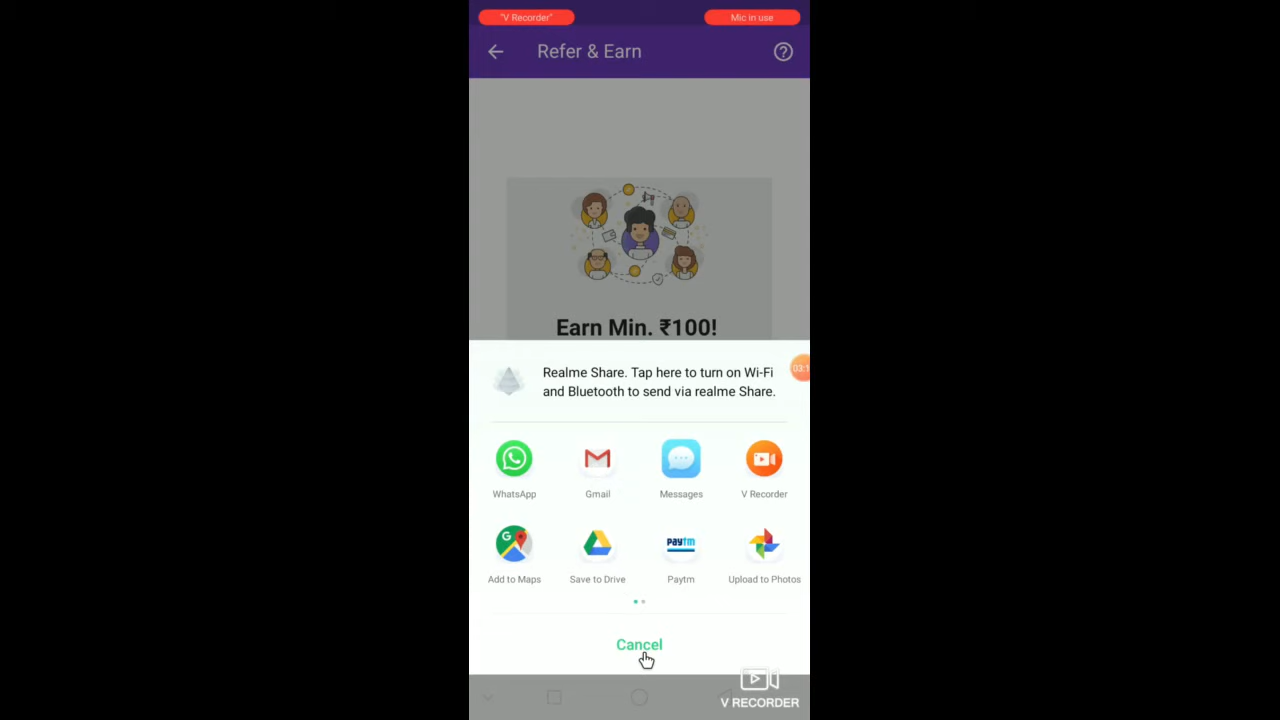 "V Recorder"
Mic in use
Refer & Earn
Earn Min. ₹100!
Realme Share. Tap here to turn on Wi-Fi
and Bluetooth to send via realme Share.
WhatsApp
Gmail
Messages
V Recorder
G
Paytm
Add to Maps
Save to Drive
Paytm
Upload to Photos
Cancel
V RECORDER